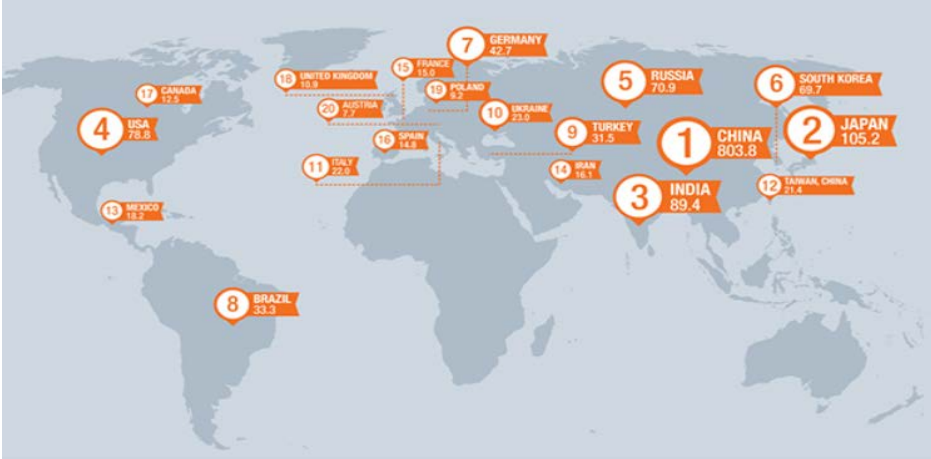 7
GERMANY
42.7
18
UNITED KINGDOM
10.9
15
FRANCE
15.0
5
RUSSIA
70.9
6
SOUTH KOREA
69.7
17
CANADA
12.5
19
POLAND
9.2
20
AUSTRIA
7.7
10
UKRAINE
23.0
4
USA
78.8
16
SPAIN
14.6
9
TURKEY
31.5
1
CHINA
803.8
2
JAPAN
105.2
11
ITALY
22.0
14
IRAN
16.1
3
INDIA
89.4
12
TAIWAN, CHINA
21.4
13
MEXICO
18.2
8
BRAZIL
33.3